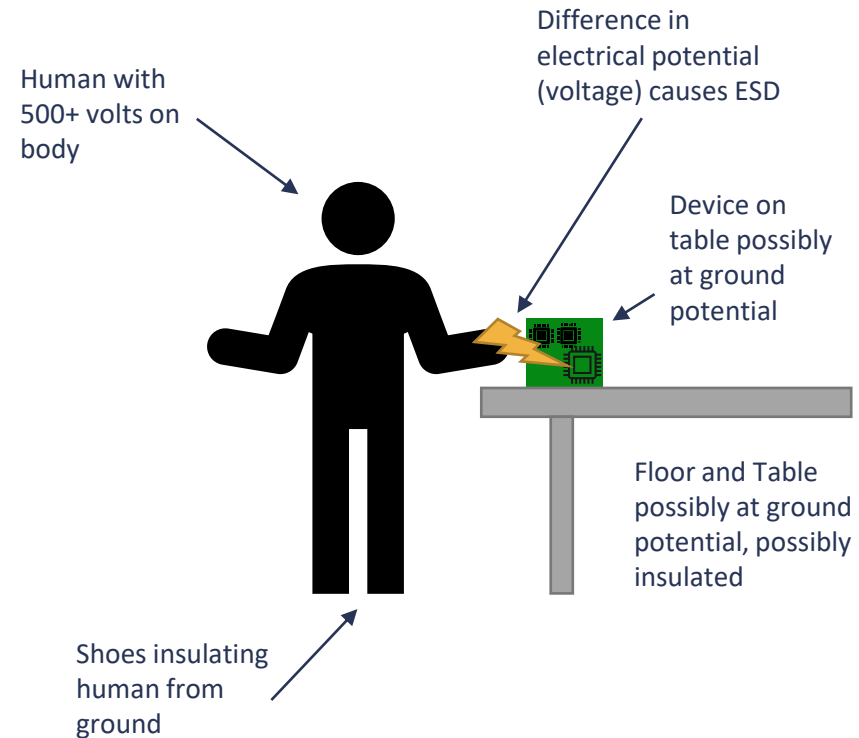 Difference in
electrical potential
(voltage) causes ESD
Human with
500+ volts on
body
Device on
table possibly
at ground
potential
Floor and Table
possibly at ground
potential, possibly
insulated
Shoes insulating
human from
ground